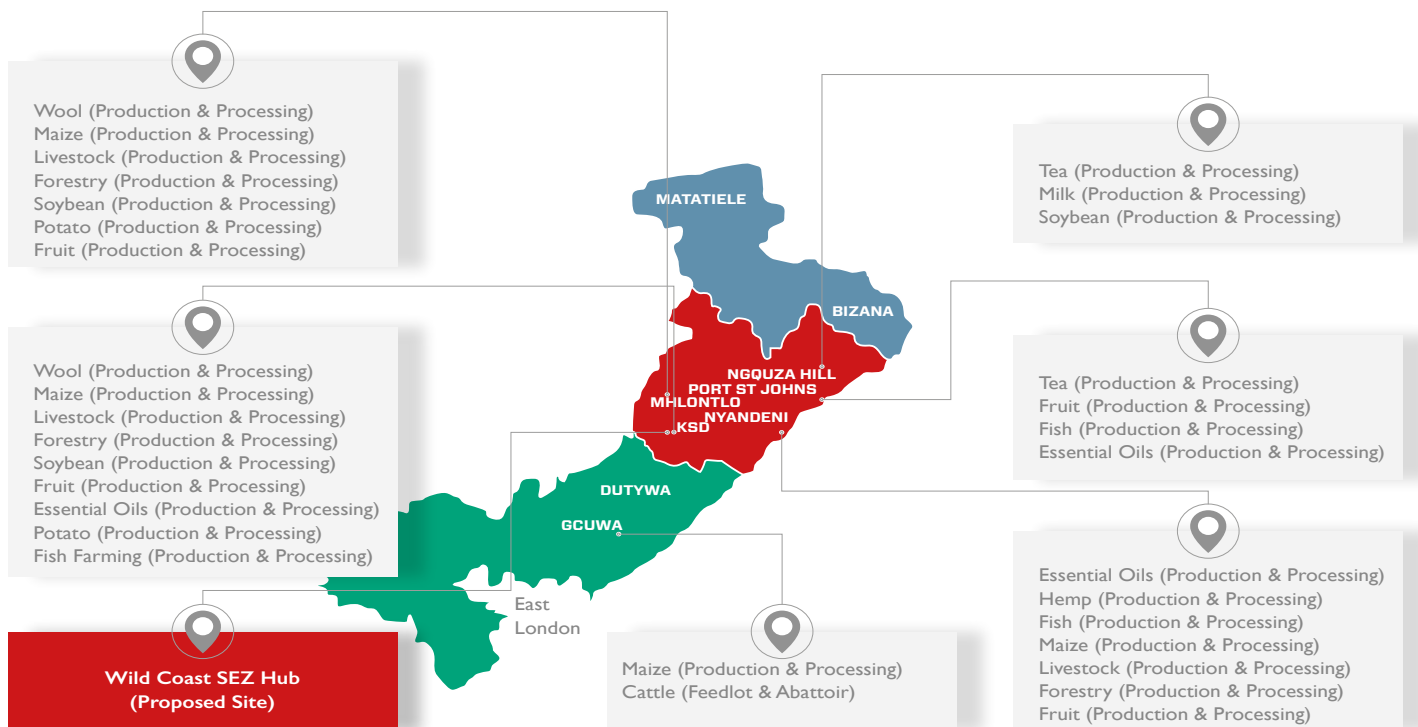 Wool (Production & Processing)
Maize (Production & Processing)
Livestock (Production & Processing)
Forestry (Production & Processing)
Soybean (Production & Processing)
Potato (Production & Processing)
Fruit (Production & Processing)
Wool (Production & Processing)
Maize (Production & Processing)
Livestock (Production & Processing)
Forestry (Production & Processing)
Soybean (Production & Processing)
Fruit (Production & Processing)
Essential Oils (Production & Processing)
Potato (Production & Processing)
Fish Farming (Production & Processing)
Wild Coast SEZ Hub
(Proposed Site)
MATATIELE
BIZANA
NGQUZA HILL
PORT ST JOHNS
MHLONTLO
NYANDENI
KSD
DUTYWA
GCUWA
East
London
Maize (Production & Processing)
Cattle (Feedlot & Abattoir)
Tea (Production & Processing)
Milk (Production & Processing)
Soybean (Production & Processing)
Tea (Production & Processing)
Fruit (Production & Processing)
Fish (Production & Processing)
Essential Oils (Production & Processing)
Essential Oils (Production & Processing)
Hemp (Production & Processing)
Fish (Production & Processing)
Maize (Production & Processing)
Livestock (Production & Processing)
Forestry (Production & Processing)
Fruit (Production & Processing)